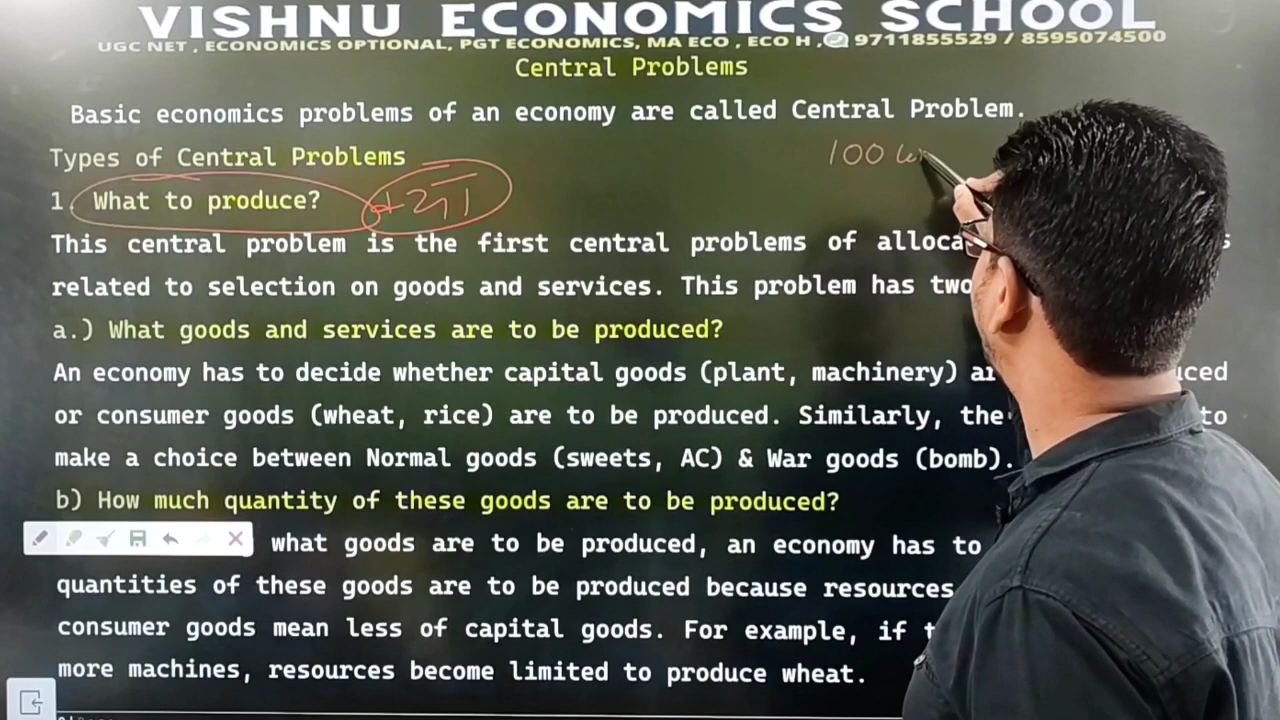 VISHNU ECONOMICS SCHOOL
UGC NET , ECONOMICS OPTIONAL, PGT ECONOMICS, MA ECO , ECO H , 9711855529 / 8595074500
Central Problems
Basic economics problems of an economy are called Central Problem.
Types of Central Problems
100
1. What to produce?
This central problem is the first central problems of
related to selection on goods and services. This problem has two
a.) What goods and services are to be produced?
An economy has to decide whether capital goods (plant, machinery)
or consumer goods (wheat, rice) are to be produced. Similarly, the to
make a choice between Normal goods (sweets, AC) & War goods (bomb).
b) How much quantity of these goods are to be produced?
what goods are to be produced, an economy has to
quantities of these goods are to be produced because resources
consumer goods mean less of capital goods. For example, if
more machines, resources become limited to produce wheat.